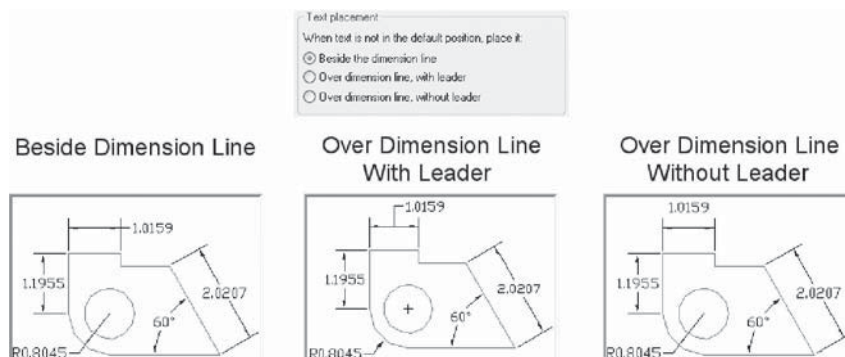 Text placement
When text is not in the default position, place it:
Beside the dimension line
Over dimension line, with leader
Over dimension line, without leader
Beside Dimension Line
Over Dimension Line
With Leader
Over Dimension Line
Without Leader
1.0159
1.1955
2.0207
60°
R0.8045
1.0159
1.1955
2.0207
60°
R0.8045
1.0159
1.1955
2.0207
60°
R0.8045